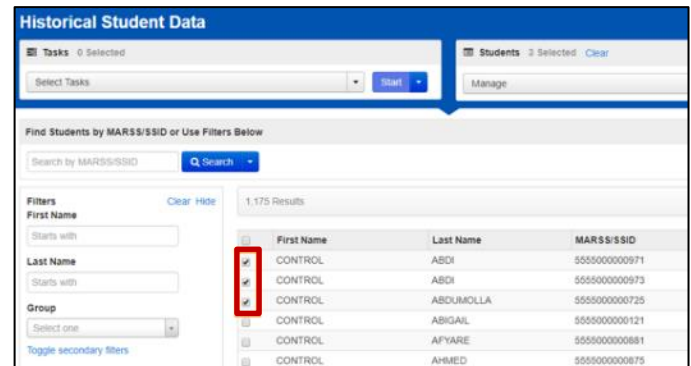 Historical Student Data
Tasks 0 Selected
Students 3 Selected Clear
Select Tasks
Start
Manage
Find Students by MARSS/SSID or Use Filters Below
Search by MARSS/SSID
Search
Filters Clear Hide
1,175 Results
First Name
Starts with
First Name Last Name MARSS/SSID
Last Name
CONTROL ABDI 5555000000971
Starts with
CONTROL ABDI 5555000000973
Group
CONTROL ABDUMOLLA 5555000000725
Select one
CONTROL ABIGAIL 5555000000121
Toggle secondary filters
CONTROL AFYARE 5555000000881
CONTROL AHMED 5555000000875